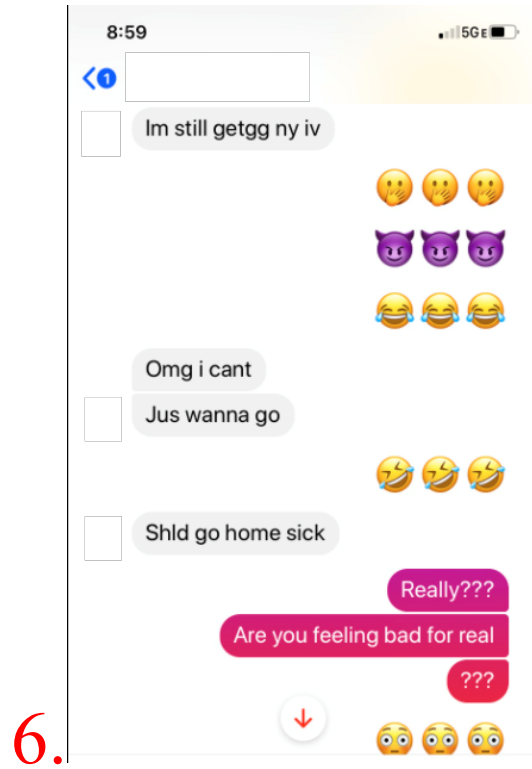 8:59
5GE
1
Im still getgg ny iv
🫢🫢🫢
😈😈😈
😂😂😂
Omg i cant
Jus wanna go
🤣🤣🤣
Shld go home sick
Really???
Are you feeling bad for real
???
😳😳😳
6.